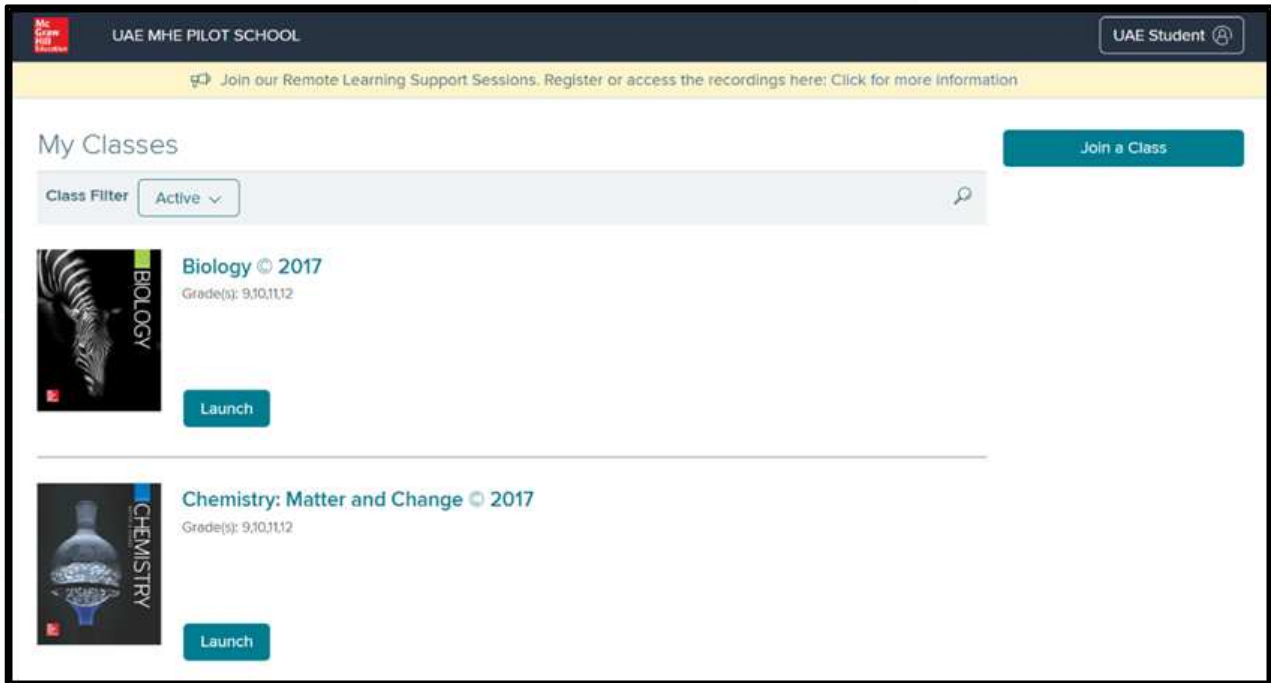 Mc
Graw
Hill
Education
UAE MHE PILOT SCHOOL
UAE Student
Join our Remote Learning Support Sessions. Register or access the recordings here: Click for more information
My Classes
Join a Class
Class Filter
Active
BIOLOGY
Biology © 2017
Grade(s): 9,10,11,12
Launch
CHEMISTRY
Chemistry: Matter and Change © 2017
Grade(s): 9,10,11,12
Launch